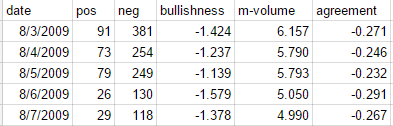 date pos neg bullishness m-volume agreement
8/3/2009 91 381 -1.424 6.157 -0.271
8/4/2009 73 254 -1.237 5.790 -0.246
8/5/2009 79 249 -1.139 5.793 -0.232
8/6/2009 26 130 -1.579 5.050 -0.291
8/7/2009 29 118 -1.378 4.990 -0.267